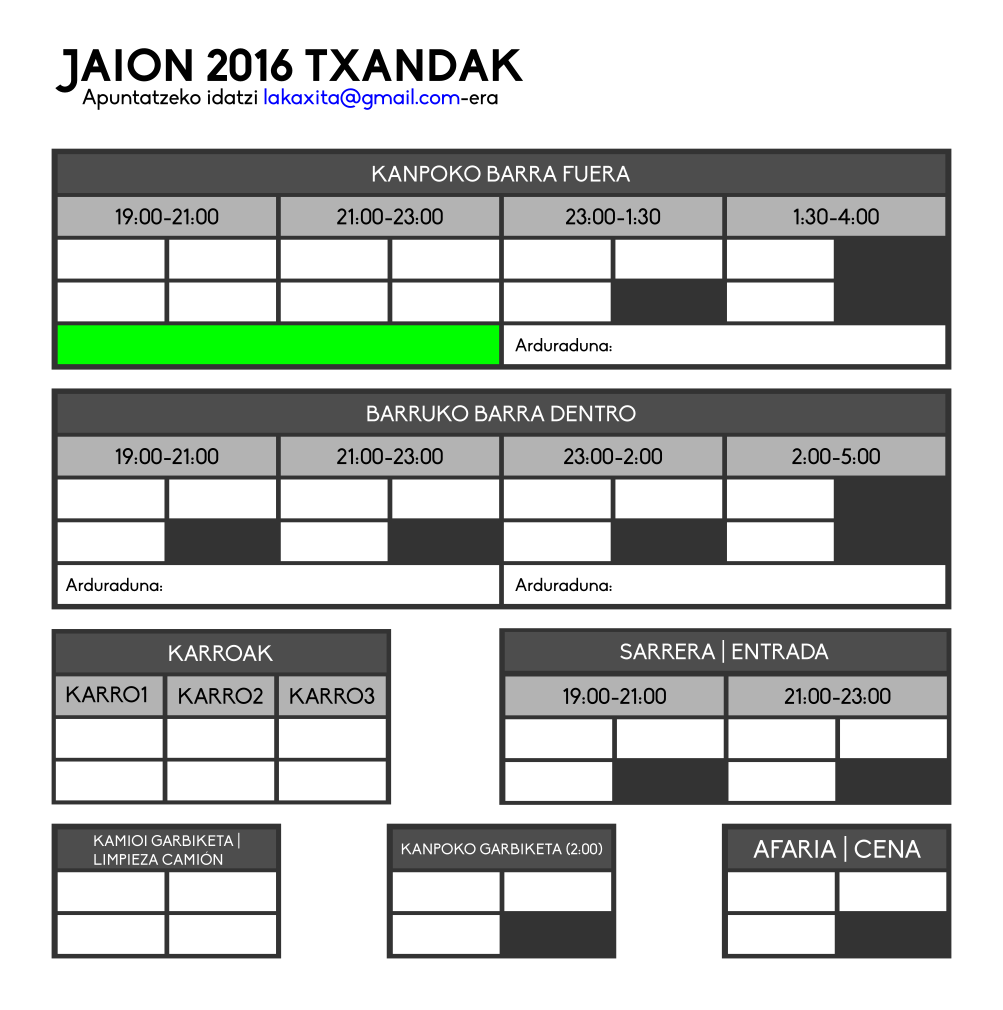 JAION 2016 TXANDAK
Apuntatzeko idatzi lakaxita@gmail.com-era
KANPOKO BARRA FUERA
19:00-21:00 21:00-23:00 23:00-1:30 1:30-4:00
Arduraduna:
BARRUKO BARRA DENTRO
19:00-21:00 21:00-23:00 23:00-2:00 2:00-5:00
Arduraduna: Arduraduna:
KARROAK
KARRO1 KARRO2 KARRO3
SARRERA | ENTRADA
19:00-21:00 21:00-23:00
KAMIOI GARBIKETA |
LIMPIEZA CAMIÓN
KANPOKO GARBIKETA (2:00)
AFARIA | CENA